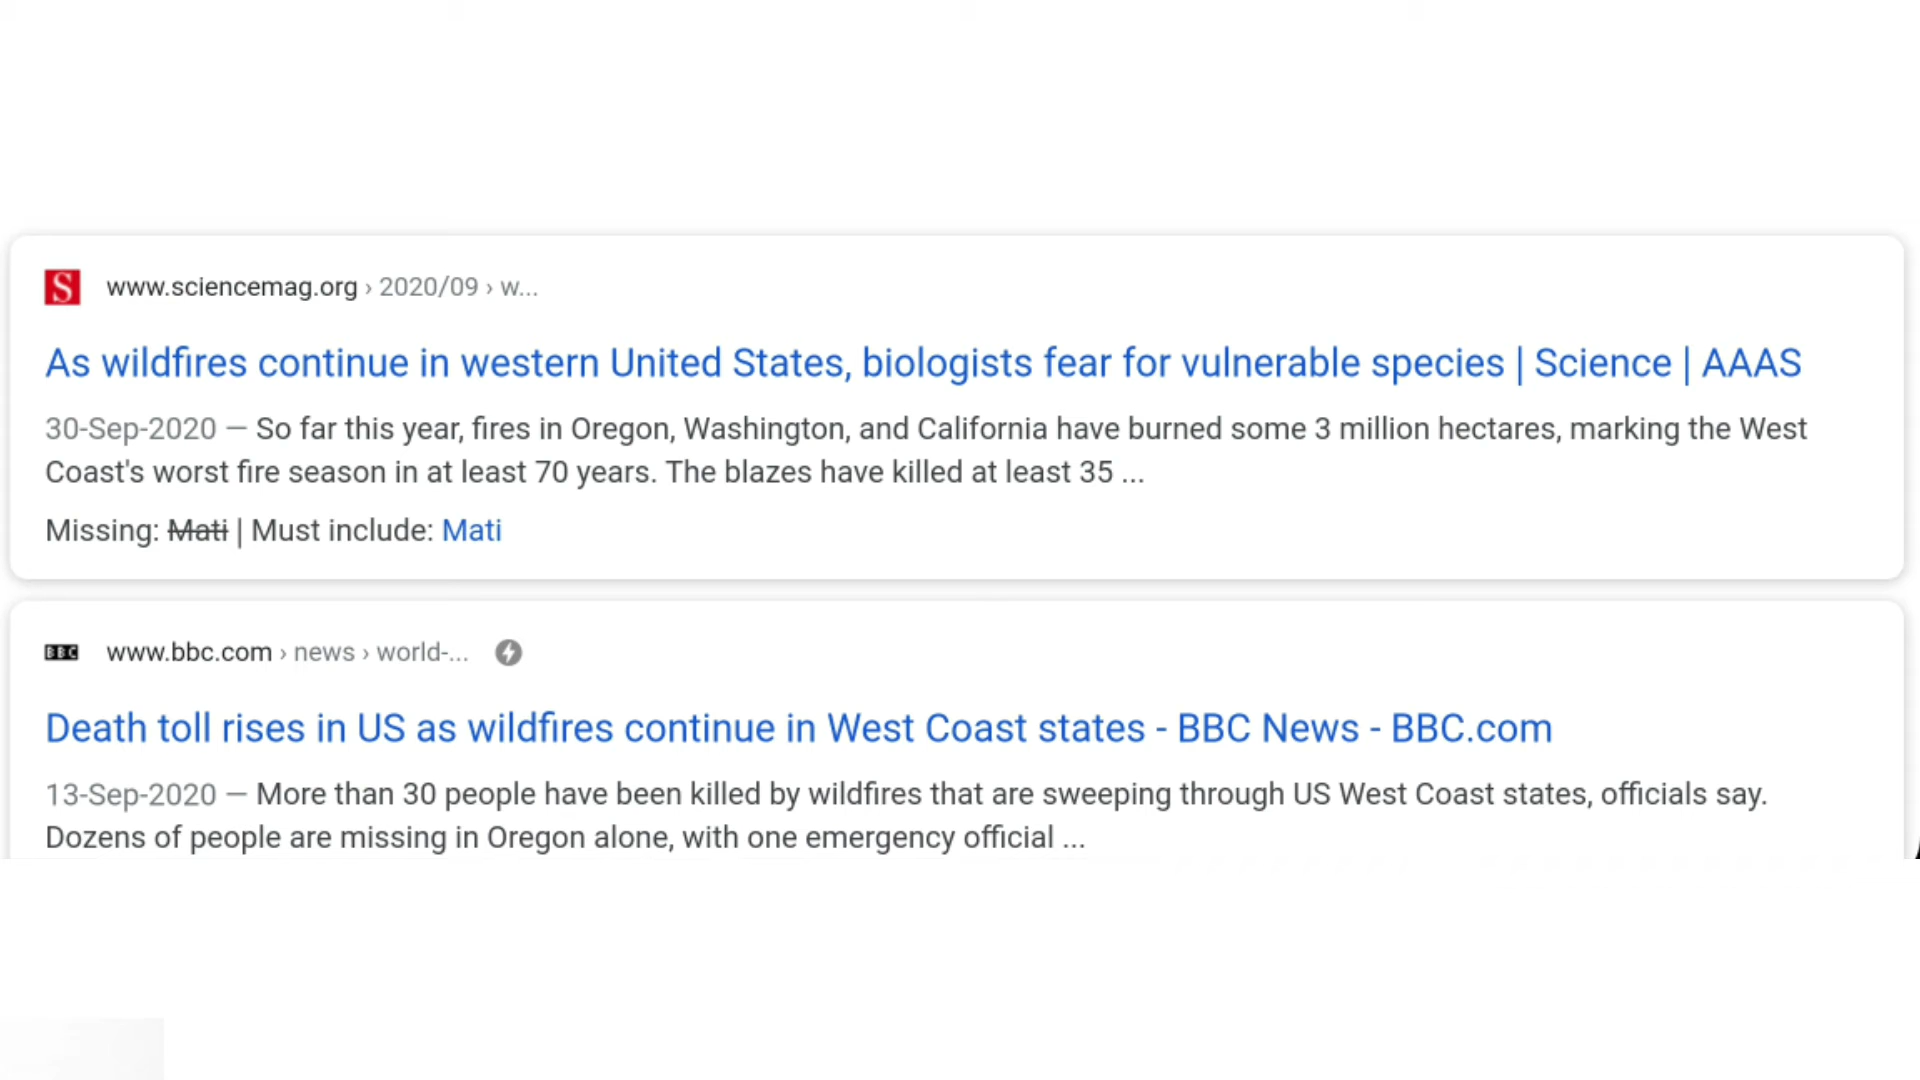 S www.sciencemag.org › 2020/09 › w...
As wildfires continue in western United States, biologists fear for vulnerable species | Science | AAAS
30-Sep-2020 — So far this year, fires in Oregon, Washington, and California have burned some 3 million hectares, marking the West
Coast's worst fire season in at least 70 years. The blazes have killed at least 35 ...
Missing: Mati | Must include: Mati
BBC www.bbc.com › news › world-...
Death toll rises in US as wildfires continue in West Coast states - BBC News - BBC.com
13-Sep-2020 — More than 30 people have been killed by wildfires that are sweeping through US West Coast states, officials say.
Dozens of people are missing in Oregon alone, with one emergency official ...